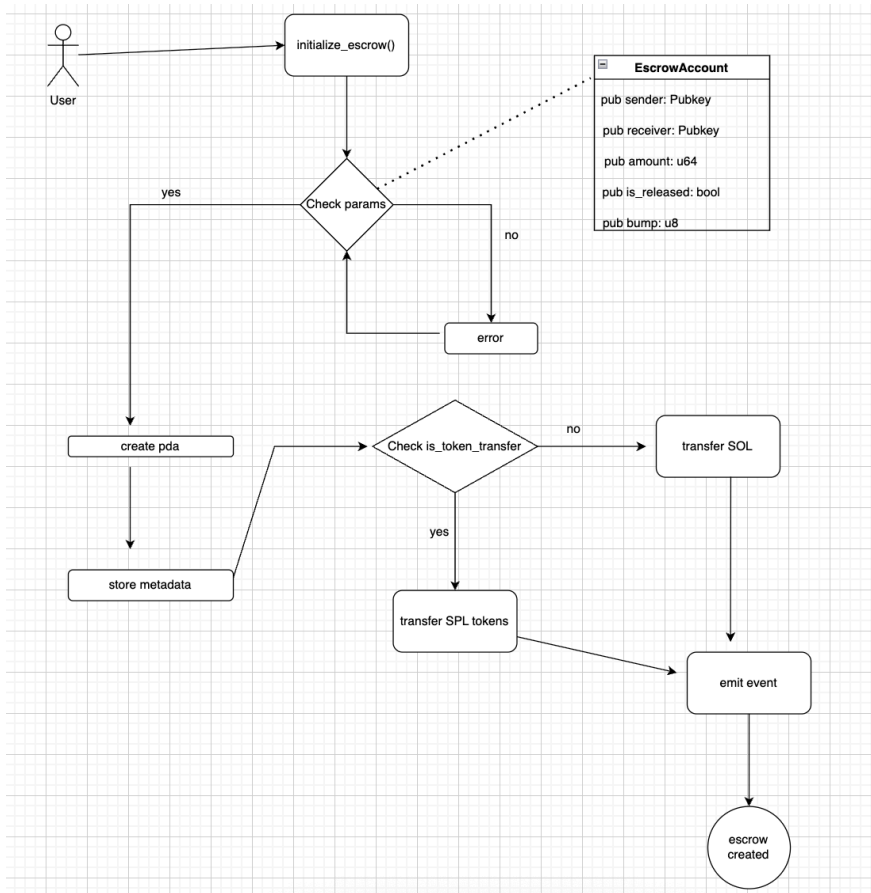 initialize_escrow()
User
EscrowAccount
pub sender: Pubkey
pub receiver: Pubkey
pub amount: u64
pub is_released: bool
pub bump: u8
yes
Check params
no
error
create pda
Check is_token_transfer
no
transfer SOL
yes
store metadata
transfer SPL tokens
emit event
escrow
created